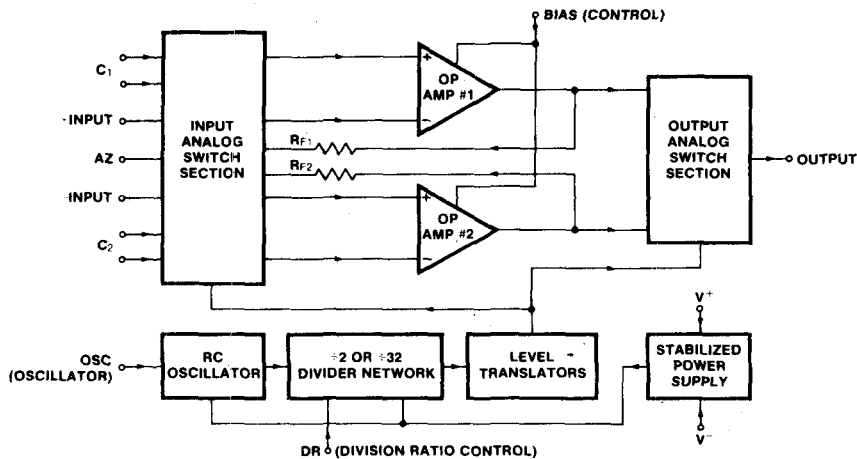 BIAS (CONTROL)
C1
-INPUT
AZ
-INPUT
C2
INPUT
ANALOG
SWITCH
SECTION
+
OP
AMP #1
−
RF1
RF2
+
OP
AMP #2
−
OUTPUT
ANALOG
SWITCH
SECTION
OUTPUT
OSC
(OSCILLATOR)
RC
OSCILLATOR
÷2 OR ÷32
DIVIDER NETWORK
LEVEL
TRANSLATORS
V+
STABILIZED
POWER
SUPPLY
V−
DR (DIVISION RATIO CONTROL)